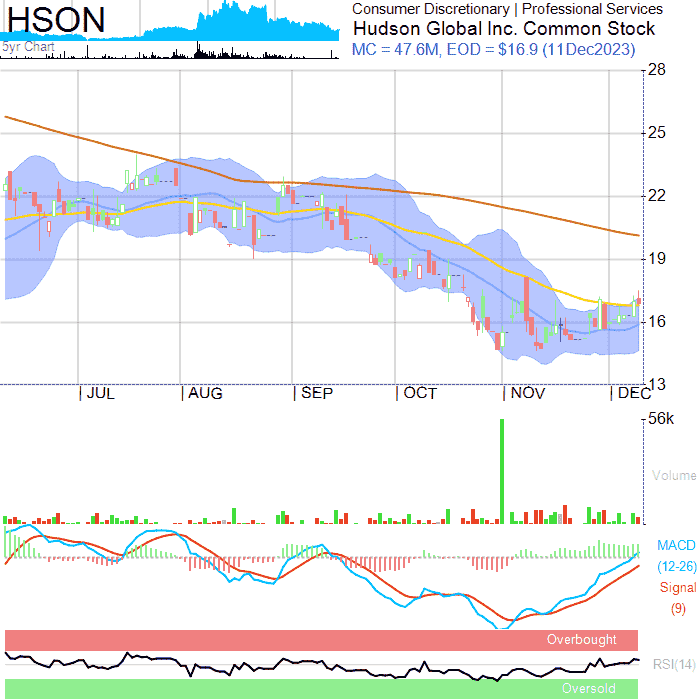 HSON
5yr Chart
Consumer Discretionary | Professional Services
Hudson Global Inc. Common Stock
MC = 47.6M, EOD = $16.9 (11Dec2023)
28
25
22
19
16
13
JUL
AUG
SEP
OCT
NOV
DEC
56k
Volume
MACD
(12-26)
Signal
(9)
Overbought
RSI(14)
Oversold